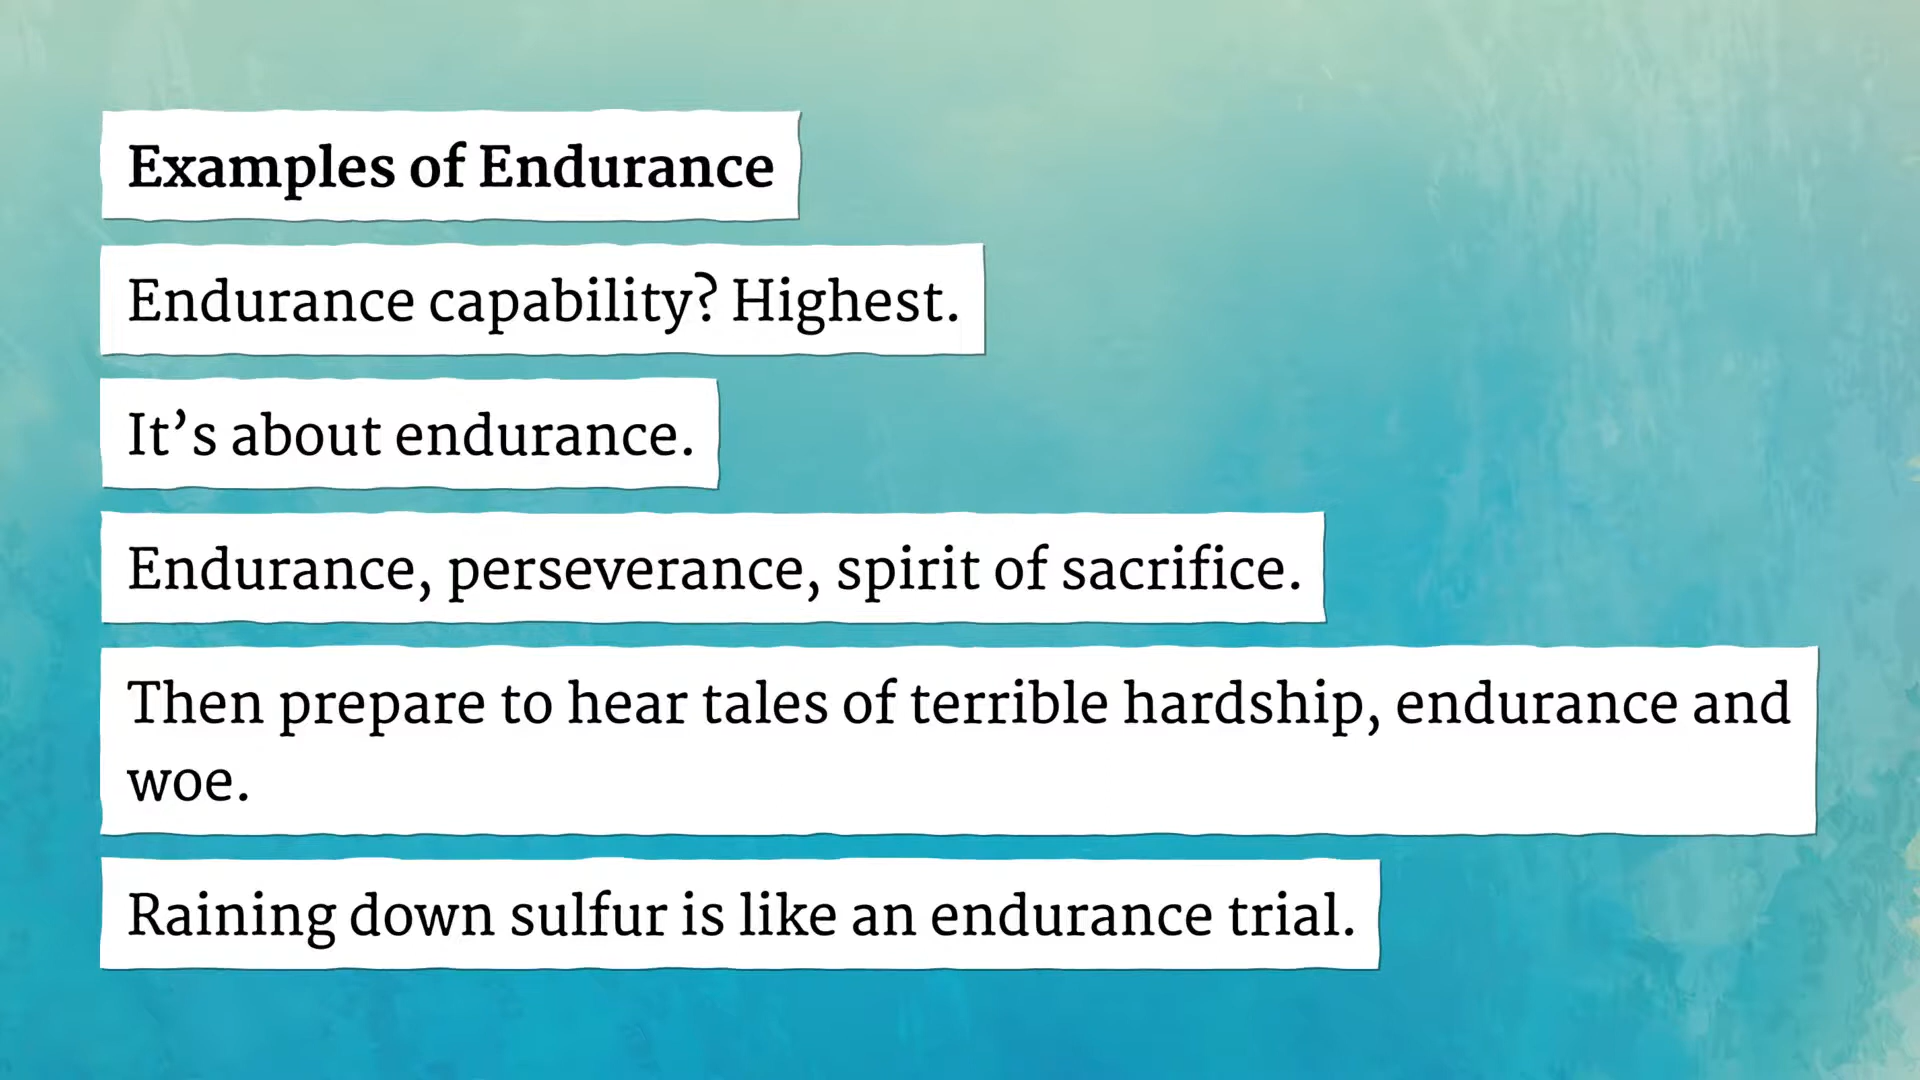 Examples of Endurance
Endurance capability? Highest.
It’s about endurance.
Endurance, perseverance, spirit of sacrifice.
Then prepare to hear tales of terrible hardship, endurance and
woe.
Raining down sulfur is like an endurance trial.